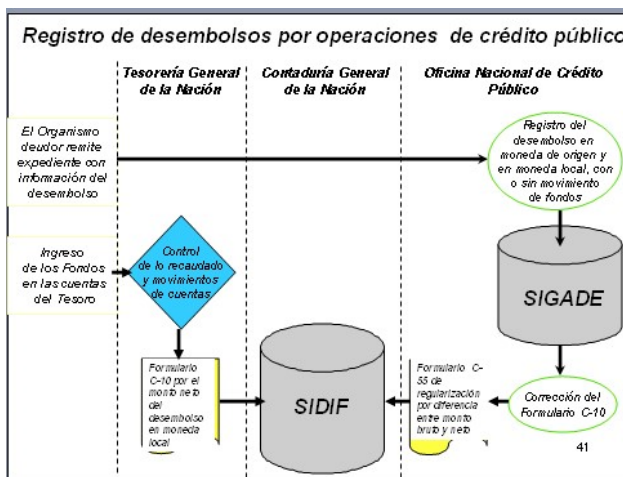 Registro de desembolsos por operaciones de crédito público
Tesorería General
de la Nación
Contaduría General
de la Nación
Oficina Nacional de Crédito
Público
El Organismo
deudor remite
expediente con
información del
desembolso
Registro del
desembolso en
moneda de origen y
en moneda local, con
o sin movimiento
de fondos
Ingreso
de los Fondos
en las cuentas
del Tesoro
Control
de lo recaudado
y movimientos
de cuentas
SIGADE
Formulario
C-10 por el
monto neto
del
desembolso
en moneda
local
SIDIF
Formulario C-
55 de
regularización
por diferencia
entre monto
bruto y neto
Corrección del
Formulario C-10
41